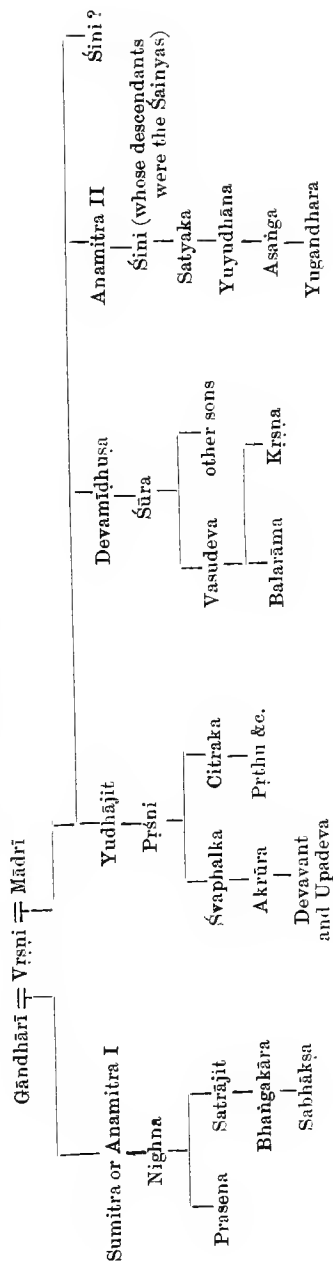 Gāndhārī = Vṛṣṇi = Mādrī
Sumitra or Anamitra I
Yudhājit
Devamīḍhuṣa
Anamitra II
Śini ?
Nighna
Pṛśni
Śūra
Śini (whose descendants
were the Śainyas)
Prasena
Satrājit
Śvaphalka
Citraka
Vasudeva
other sons
Satyaka
Bhaṅgakāra
Akrūra
Pṛthu &c.
Balarāma
Kṛṣṇa
Yuyudhāna
Sabhākṣa
Devavant
and Upadeva
Asaṅga
Yugandhara